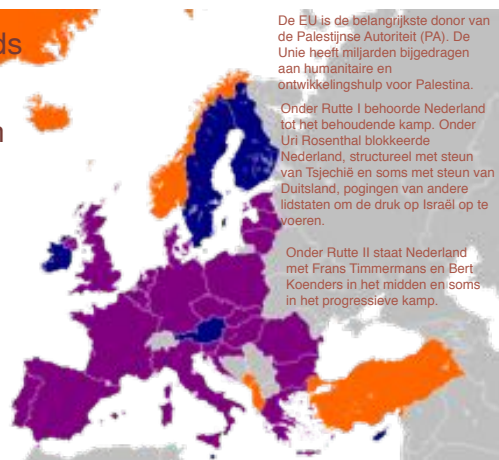 De EU is de belangrijkste donor van
de Palestijnse Autoriteit (PA). De
Unie heeft miljarden bijgedragen
aan humanitaire en
ontwikkelingshulp voor Palestina.
Onder Rutte I behoorde Nederland
tot het behoudende kamp. Onder
Uri Rosenthal blokkeerde
Nederland, structureel met steun
van Tsjechië en soms met steun van
Duitsland, pogingen van andere
lidstaten om de druk op Israël op te
voeren.
Onder Rutte II staat Nederland
met Frans Timmermans en Bert
Koenders in het midden en soms
in het progressieve kamp.